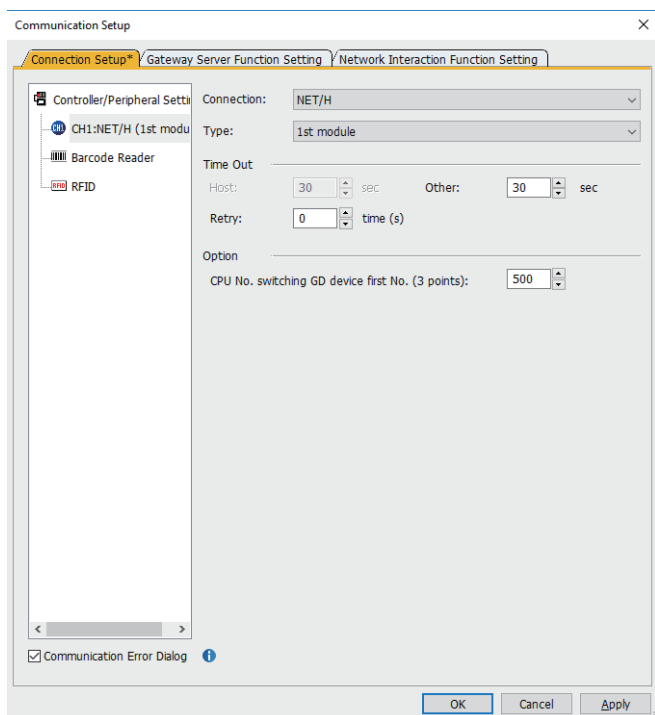 Communication Setup
Connection Setup* Gateway Server Function Setting Network Interaction Function Setting
Controller/Peripheral Settir
CH1:NET/H (1st modu
Barcode Reader
RFID RFID
Connection: NET/H
Type: 1st module
Time Out
Host: 30 sec Other: 30 sec
Retry: 0 time (s)
Option
CPU No. switching GD device first No. (3 points): 500
Communication Error Dialog
OK Cancel Apply